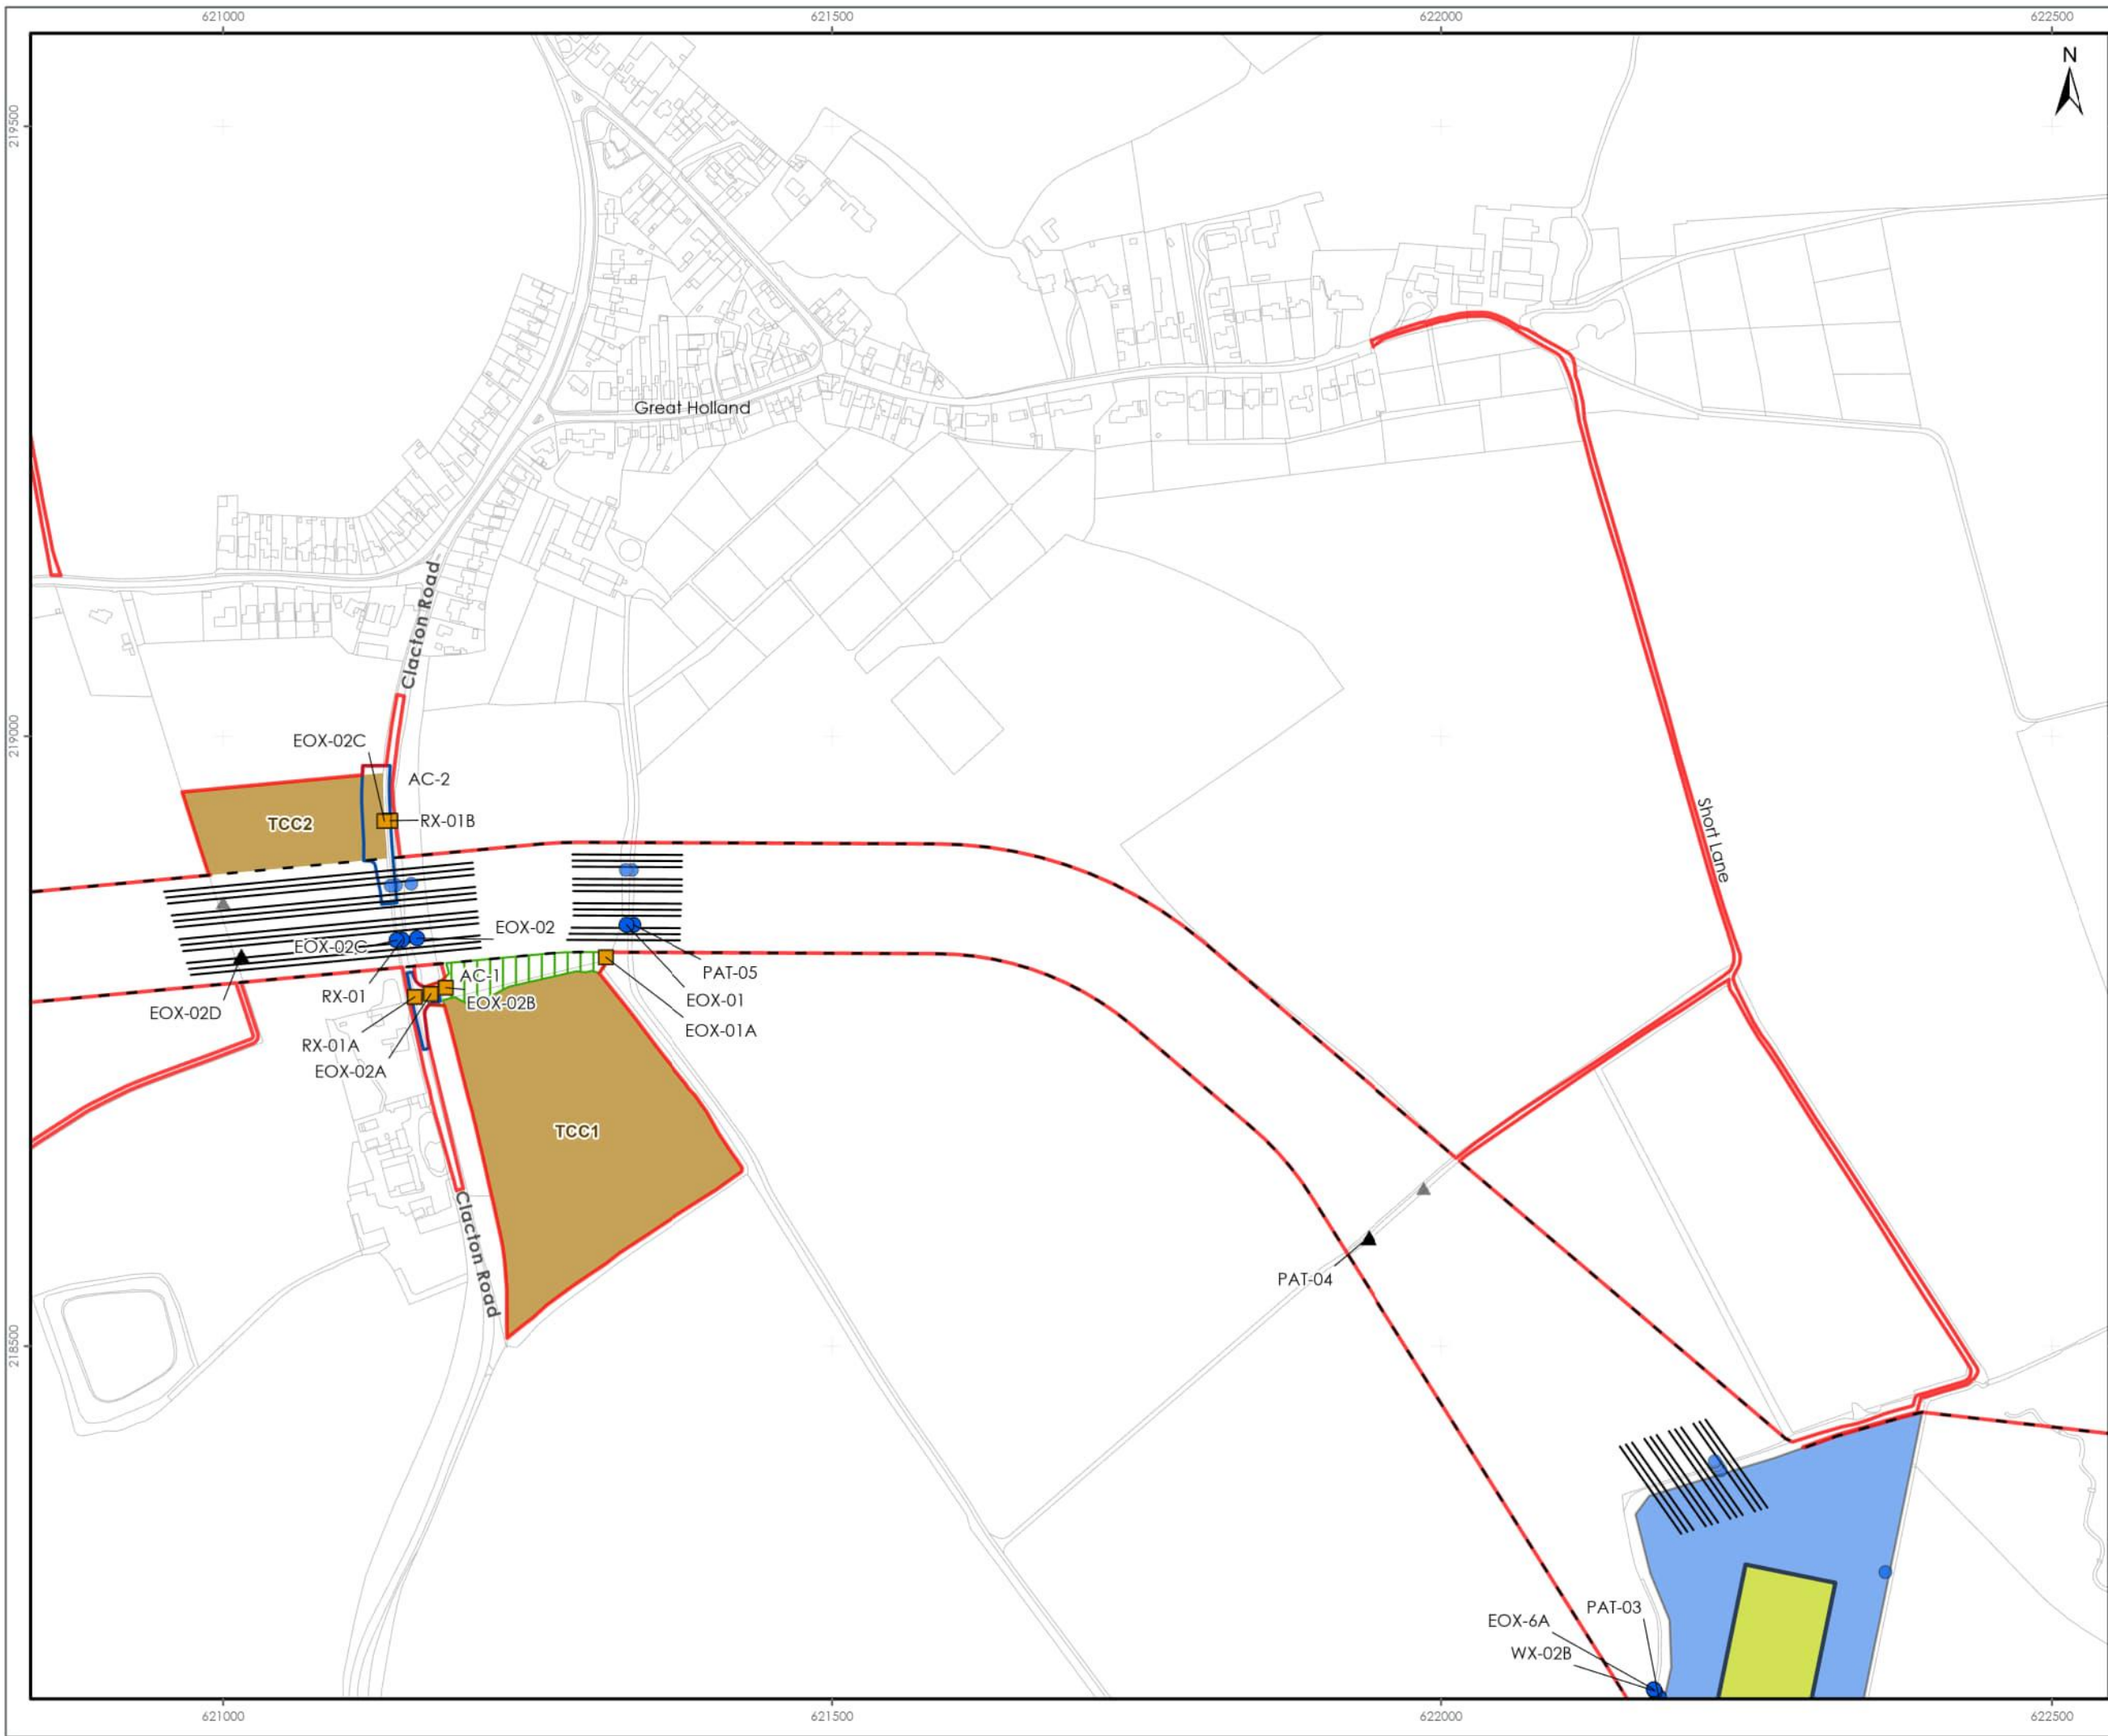 621000
621500
622000
622500
N
219500
219000
218500
Great Holland
Clacton Road
EOX-02C
AC-2
TCC2
RX-01B
Short Lane
EOX-02
EOX-02C
PAT-05
AC-1
RX-01
EOX-01
EOX-02B
EOX-02D
EOX-01A
RX-01A
EOX-02A
TCC1
Clacton Road
PAT-04
PAT-03
EOX-6A
WX-02B
621000
621500
622000
622500